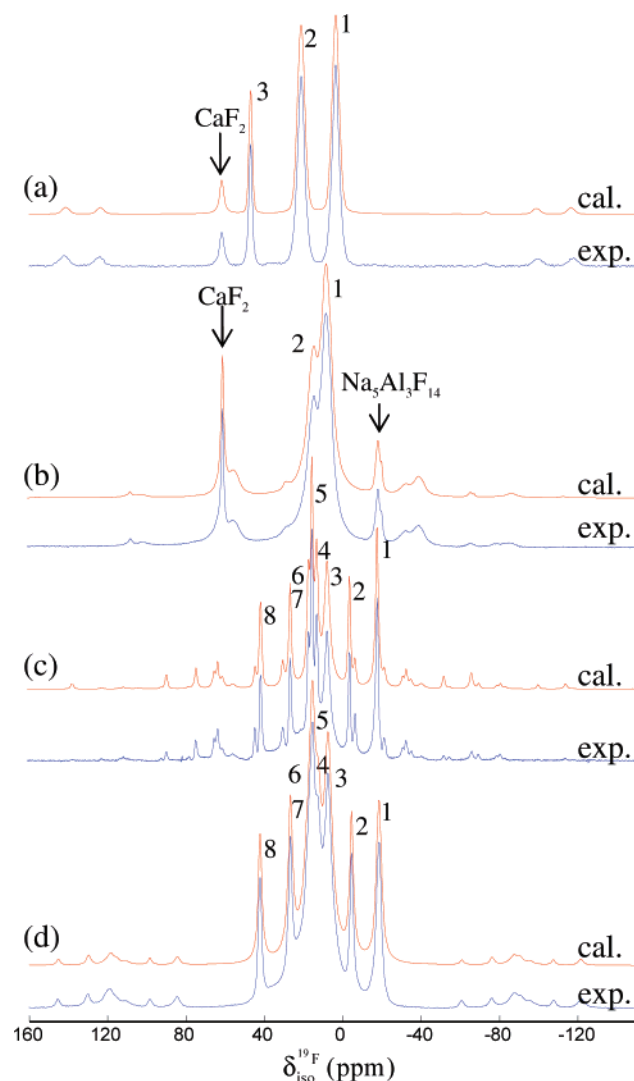 1
2
3
CaF₂
(a)
cal.
exp.
CaF₂
1
2
Na₅Al₃F₁₄
(b)
cal.
exp.
5
4
1
6
3
7
2
8
(c)
cal.
exp.
5
4
6
3
7
2
1
8
(d)
cal.
exp.
160 120 80 40 0 -40 -80 -120
δ¹⁹ꟳiso (ppm)